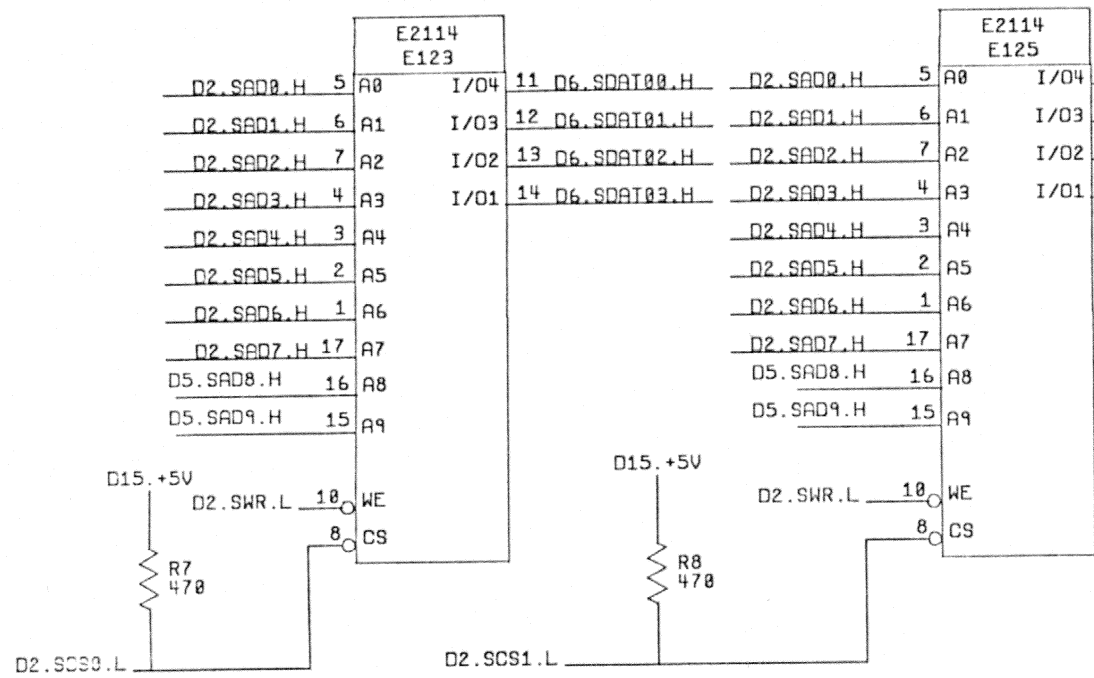 E2114
E123
D2.SAD0.H 5 A0 I/O4 11 D6.SDAT00.H
D2.SAD1.H 6 A1 I/O3 12 D6.SDAT01.H
D2.SAD2.H 7 A2 I/O2 13 D6.SDAT02.H
D2.SAD3.H 4 A3 I/O1 14 D6.SDAT03.H
D2.SAD4.H 3 A4
D2.SAD5.H 2 A5
D2.SAD6.H 1 A6
D2.SAD7.H 17 A7
D5.SAD8.H 16 A8
D5.SAD9.H 15 A9
D15.+5V
D2.SWR.L 10 WE
8 CS
R7
470
D2.SCS0.L
E2114
E125
D2.SAD0.H 5 A0 I/O4
D2.SAD1.H 6 A1 I/O3
D2.SAD2.H 7 A2 I/O2
D2.SAD3.H 4 A3 I/O1
D2.SAD4.H 3 A4
D2.SAD5.H 2 A5
D2.SAD6.H 1 A6
D2.SAD7.H 17 A7
D5.SAD8.H 16 A8
D5.SAD9.H 15 A9
D15.+5V
D2.SWR.L 10 WE
8 CS
R8
470
D2.SCS1.L